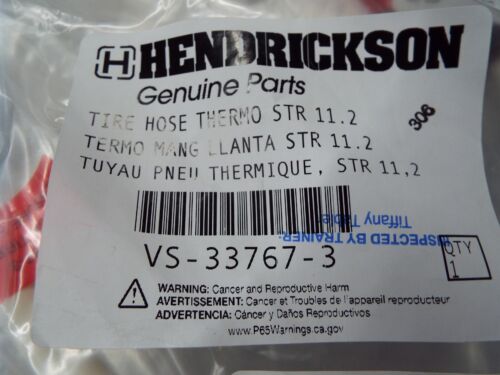 HENDRICKSON
Genuine Parts
TIRE HOSE THERMO STR 11.2
TERMO MANG LLANTA STR 11.2
TUYAU PNEU THERMIQUE, STR 11,2
306
VS-33767-3
INSPECTED BY TRAINER:
Tiffany Table
QTY
1
WARNING: Cancer and Reproductive Harm
AVERTISSEMENT: Cancer et Troubles de l'appareil reproducteur
ADVERTENCIA: Cáncer y Daños Reproductivos
www.P65Warnings.ca.gov